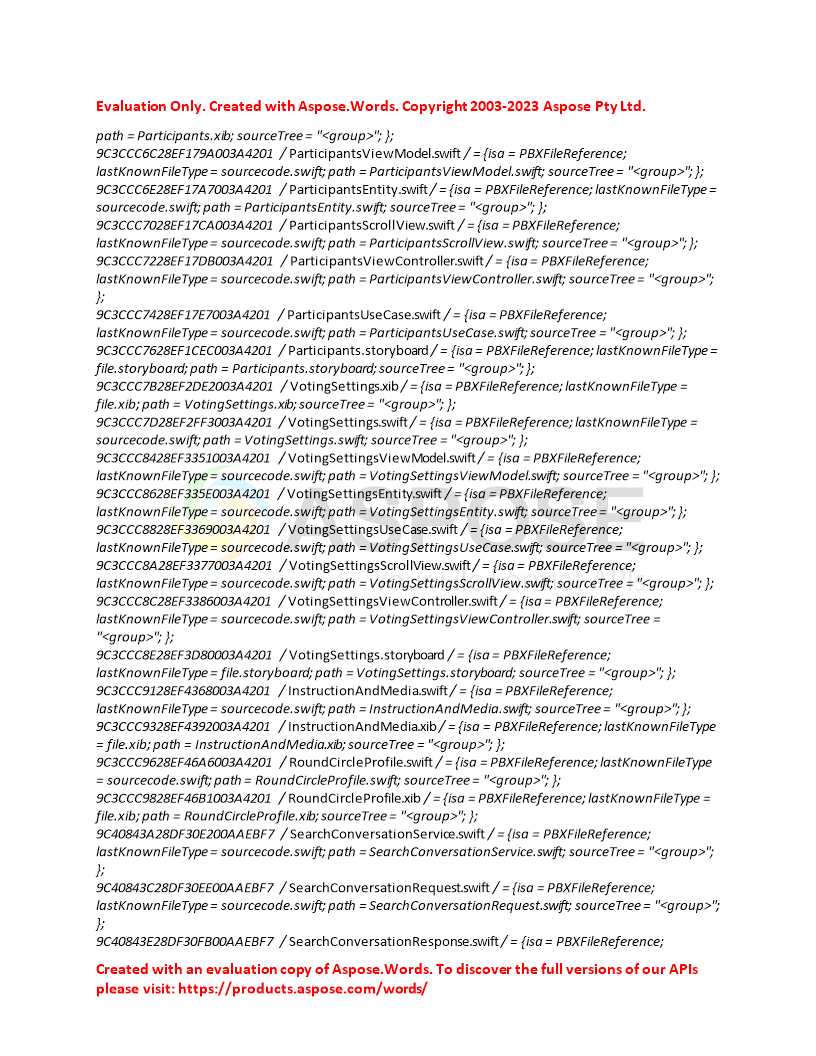 Evaluation Only. Created with Aspose.Words. Copyright 2003-2023 Aspose Pty Ltd.
path = Participants.xib; sourceTree = "<group>"; };
9C3CCC6C28EF179A003A4201 / ParticipantsViewModel.swift / = {isa = PBXFileReference;
lastKnownFileType = sourcecode.swift; path = ParticipantsViewModel.swift; sourceTree = "<group>"; };
9C3CCC6E28EF17A7003A4201 / ParticipantsEntity.swift / = {isa = PBXFileReference; lastKnownFileType =
sourcecode.swift; path = ParticipantsEntity.swift; sourceTree = "<group>"; };
9C3CCC7028EF17CA003A4201 / ParticipantsScrollView.swift / = {isa = PBXFileReference;
lastKnownFileType = sourcecode.swift; path = ParticipantsScrollView.swift; sourceTree = "<group>"; };
9C3CCC7228EF17DB003A4201 / ParticipantsViewController.swift / = {isa = PBXFileReference;
lastKnownFileType = sourcecode.swift; path = ParticipantsViewController.swift; sourceTree = "<group>";
};
9C3CCC7428EF17E7003A4201 / ParticipantsUseCase.swift / = {isa = PBXFileReference;
lastKnownFileType = sourcecode.swift; path = ParticipantsUseCase.swift; sourceTree = "<group>"; };
9C3CCC7628EF1CEC003A4201 / Participants.storyboard / = {isa = PBXFileReference; lastKnownFileType =
file.storyboard; path = Participants.storyboard; sourceTree = "<group>"; };
9C3CCC7B28EF2DE2003A4201 / VotingSettings.xib / = {isa = PBXFileReference; lastKnownFileType =
file.xib; path = VotingSettings.xib; sourceTree = "<group>"; };
9C3CCC7D28EF2FF3003A4201 / VotingSettings.swift / = {isa = PBXFileReference; lastKnownFileType =
sourcecode.swift; path = VotingSettings.swift; sourceTree = "<group>"; };
9C3CCC8428EF3351003A4201 / VotingSettingsViewModel.swift / = {isa = PBXFileReference;
lastKnownFileType = sourcecode.swift; path = VotingSettingsViewModel.swift; sourceTree = "<group>"; };
9C3CCC8628EF335E003A4201 / VotingSettingsEntity.swift / = {isa = PBXFileReference;
lastKnownFileType = sourcecode.swift; path = VotingSettingsEntity.swift; sourceTree = "<group>"; };
9C3CCC8828EF3369003A4201 / VotingSettingsUseCase.swift / = {isa = PBXFileReference;
lastKnownFileType = sourcecode.swift; path = VotingSettingsUseCase.swift; sourceTree = "<group>"; };
9C3CCC8A28EF3377003A4201 / VotingSettingsScrollView.swift / = {isa = PBXFileReference;
lastKnownFileType = sourcecode.swift; path = VotingSettingsScrollView.swift; sourceTree = "<group>"; };
9C3CCC8C28EF3386003A4201 / VotingSettingsViewController.swift / = {isa = PBXFileReference;
lastKnownFileType = sourcecode.swift; path = VotingSettingsViewController.swift; sourceTree =
"<group>"; };
9C3CCC8E28EF3D80003A4201 / VotingSettings.storyboard / = {isa = PBXFileReference;
lastKnownFileType = file.storyboard; path = VotingSettings.storyboard; sourceTree = "<group>"; };
9C3CCC9128EF4368003A4201 / InstructionAndMedia.swift / = {isa = PBXFileReference;
lastKnownFileType = sourcecode.swift; path = InstructionAndMedia.swift; sourceTree = "<group>"; };
9C3CCC9328EF4392003A4201 / InstructionAndMedia.xib / = {isa = PBXFileReference; lastKnownFileType
= file.xib; path = InstructionAndMedia.xib; sourceTree = "<group>"; };
9C3CCC9628EF46A6003A4201 / RoundCircleProfile.swift / = {isa = PBXFileReference; lastKnownFileType
= sourcecode.swift; path = RoundCircleProfile.swift; sourceTree = "<group>"; };
9C3CCC9828EF46B1003A4201 / RoundCircleProfile.xib / = {isa = PBXFileReference; lastKnownFileType =
file.xib; path = RoundCircleProfile.xib; sourceTree = "<group>"; };
9C40843A28DF30E200AAEBF7 / SearchConversationService.swift / = {isa = PBXFileReference;
lastKnownFileType = sourcecode.swift; path = SearchConversationService.swift; sourceTree = "<group>";
};
9C40843C28DF30EE00AAEBF7 / SearchConversationRequest.swift / = {isa = PBXFileReference;
lastKnownFileType = sourcecode.swift; path = SearchConversationRequest.swift; sourceTree = "<group>";
};
9C40843E28DF30FB00AAEBF7 / SearchConversationResponse.swift / = {isa = PBXFileReference;
ASPOSE
Created with an evaluation copy of Aspose.Words. To discover the full versions of our APIs
please visit: https://products.aspose.com/words/